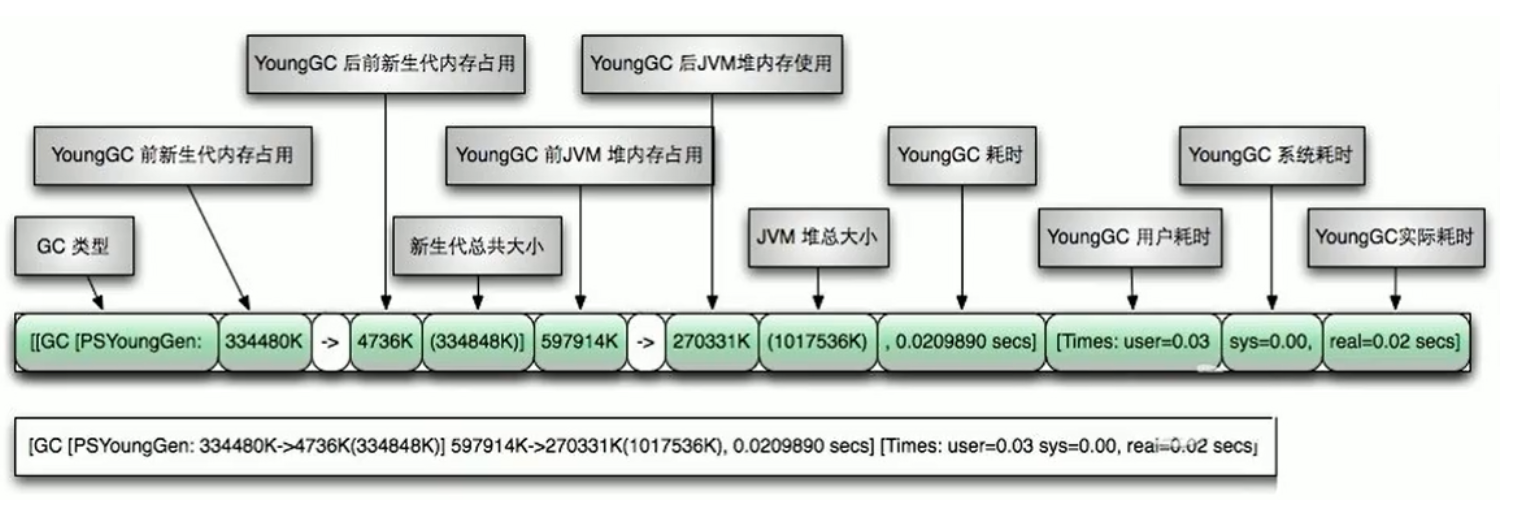 YoungGC 后前新生代内存占用
YoungGC 后JVM堆内存使用
YoungGC 前新生代内存占用
YoungGC 前JVM 堆内存占用
YoungGC 耗时
YoungGC 系统耗时
GC 类型
新生代总共大小
JVM 堆总大小
YoungGC 用户耗时
YoungGC实际耗时
[[GC [PSYoungGen: 334480K -> 4736K (334848K)] 597914K -> 270331K (1017536K) , 0.0209890 secs] [Times: user=0.03 sys=0.00, real=0.02 secs]
[GC [PSYoungGen: 334480K->4736K(334848K)] 597914K->270331K(1017536K), 0.0209890 secs] [Times: user=0.03 sys=0.00, real=0.02 secs]